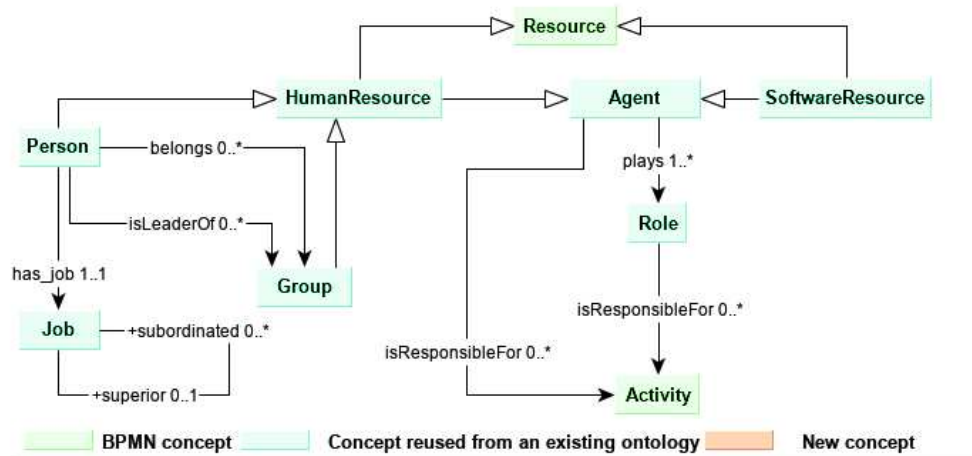 Resource
HumanResource
Agent
SoftwareResource
Person
belongs 0..*
plays 1..*
isLeaderOf 0..*
Role
has_job 1..1
Group
Job
+subordinated 0..*
isResponsibleFor 0..*
isResponsibleFor 0..*
+superior 0..1
Activity
BPMN concept
Concept reused from an existing ontology
New concept